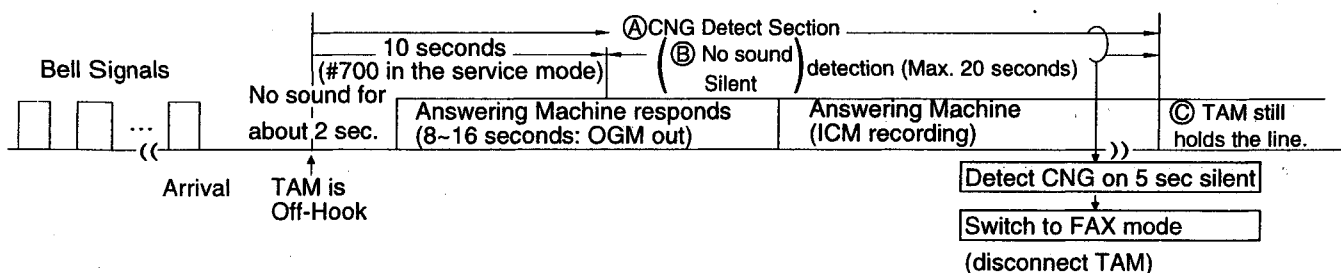 Ⓐ CNG Detect Section
10 seconds
(#700 in the service mode)
(Ⓑ No sound
Silent)
detection (Max. 20 seconds)
Bell Signals
No sound for
about 2 sec.
Answering Machine responds
(8~16 seconds: OGM out)
Answering Machine
(ICM recording)
Ⓒ TAM still
holds the line.
...
Arrival
TAM is
Off-Hook
Detect CNG on 5 sec silent
Switch to FAX mode
(disconnect TAM)